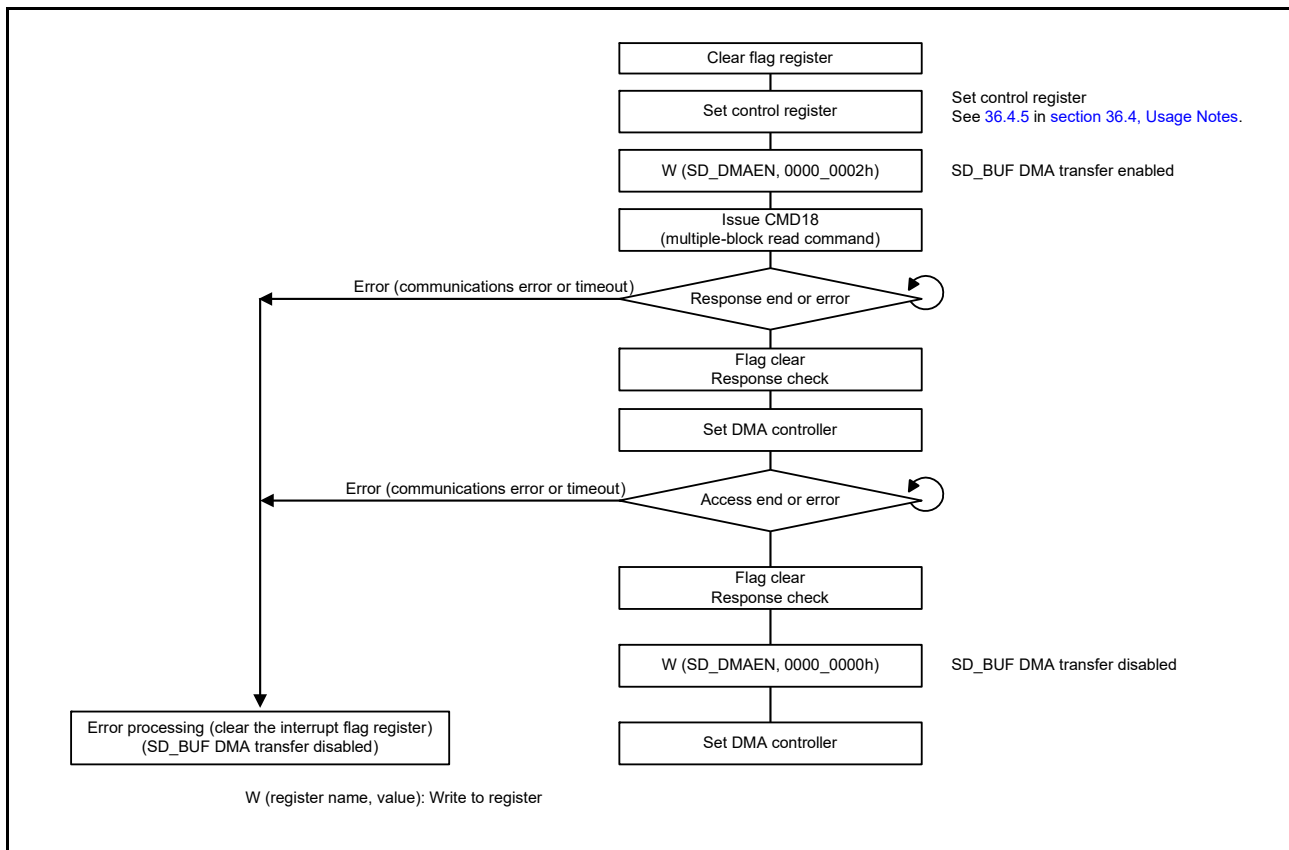 Clear flag register
Set control register
Set control register
See 36.4.5 in section 36.4, Usage Notes.
W (SD_DMAEN, 0000_0002h)
SD_BUF DMA transfer enabled
Issue CMD18
(multiple-block read command)
Error (communications error or timeout)
Response end or error
Flag clear
Response check
Set DMA controller
Error (communications error or timeout)
Access end or error
Flag clear
Response check
W (SD_DMAEN, 0000_0000h)
SD_BUF DMA transfer disabled
Error processing (clear the interrupt flag register)
(SD_BUF DMA transfer disabled)
Set DMA controller
W (register name, value): Write to register